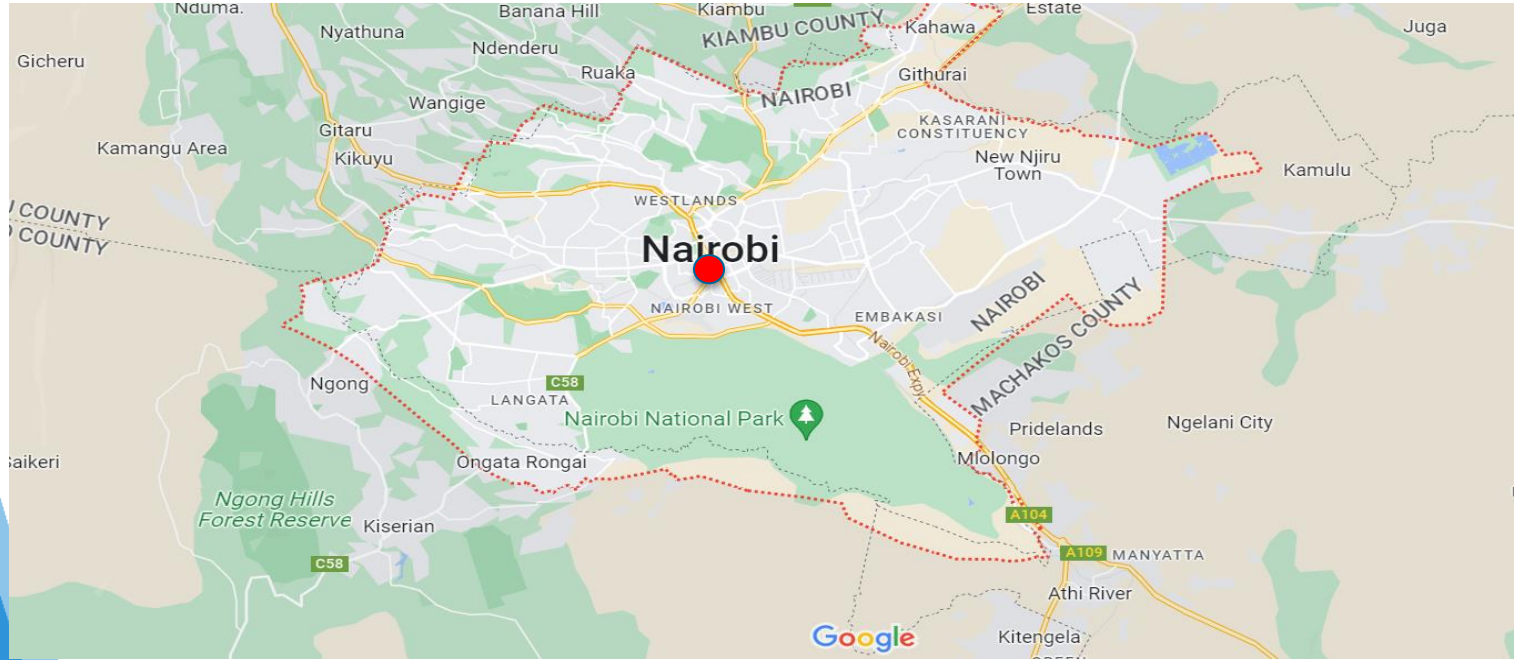 Nduma.
Banana Hill
Kiambu
Estate
Nyathuna
KIAMBU COUNTY
Kahawa
Juga
Ndenderu
Gicheru
Ruaka
Githurai
Wangige
NAIROBI
KASARANI
CONSTITUENCY
Gitaru
Kamangu Area
Kikuyu
New Njiru
Town
Kamulu
WESTLANDS
COUNTY
COUNTY
Nairobi
NAIROBI
NAIROBI WEST
EMBAKASI
MACHAKOS COUNTY
Nairobi Expy
Ngong
C58
LANGATA
Nairobi National Park
Pridelands
Ngelani City
Mlolongo
Saikeri
Ongata Rongai
Ngong Hills
Forest Reserve
Kiserian
A104
C58
A109
MANYATTA
Athi River
Google
Kitengela